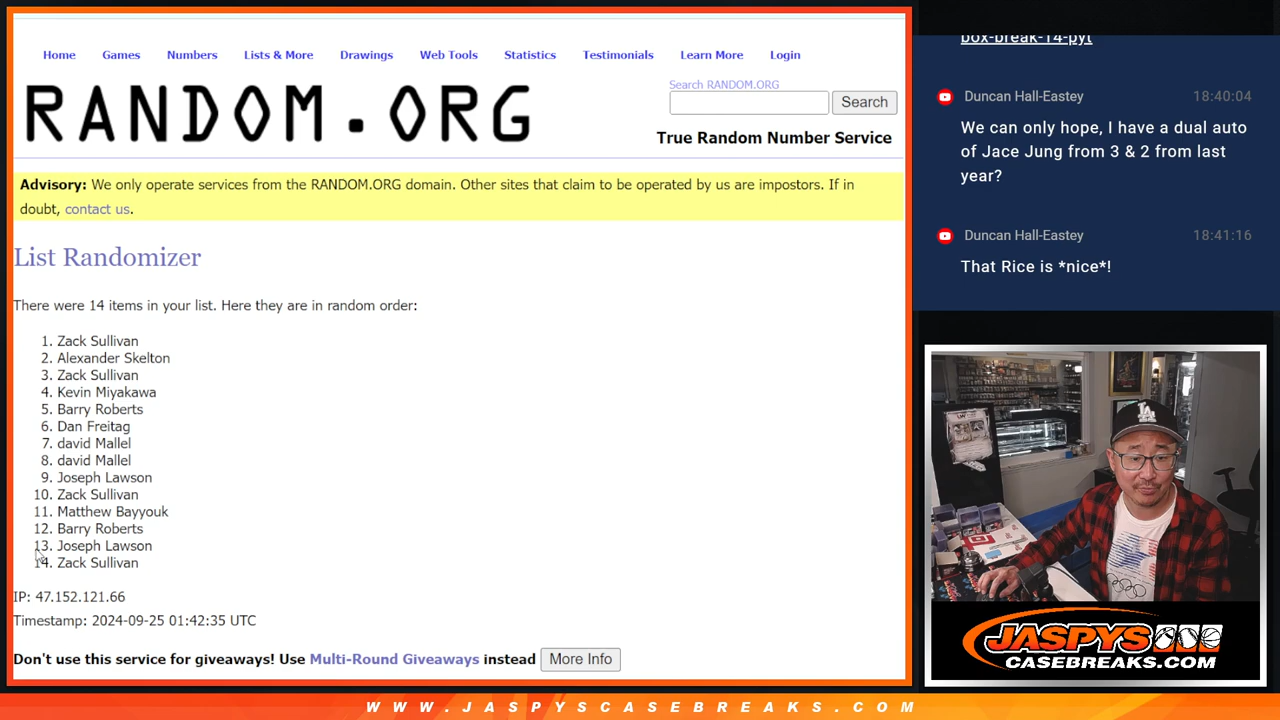 Home Games Numbers Lists & More Drawings Web Tools Statistics Testimonials Learn More Login
RANDOM.ORG
Search RANDOM.ORG
Search
True Random Number Service
Advisory: We only operate services from the RANDOM.ORG domain. Other sites that claim to be operated by us are impostors. If in
doubt, contact us.
List Randomizer
There were 14 items in your list. Here they are in random order:
1. Zack Sullivan
2. Alexander Skelton
3. Zack Sullivan
4. Kevin Miyakawa
5. Barry Roberts
6. Dan Freitag
7. david Mallel
8. david Mallel
9. Joseph Lawson
10. Zack Sullivan
11. Matthew Bayyouk
12. Barry Roberts
13. Joseph Lawson
14. Zack Sullivan
IP: 47.152.121.66
Timestamp: 2024-09-25 01:42:35 UTC
Don't use this service for giveaways! Use Multi-Round Giveaways instead More Info
box-break-14-pyt
Duncan Hall-Eastey 18:40:04
We can only hope, I have a dual auto
of Jace Jung from 3 & 2 from last
year?
Duncan Hall-Eastey 18:41:16
That Rice is *nice*!
LA
JASPYS
CASEBREAKS.COM
WWW.JASPYSCASEBREAKS.COM